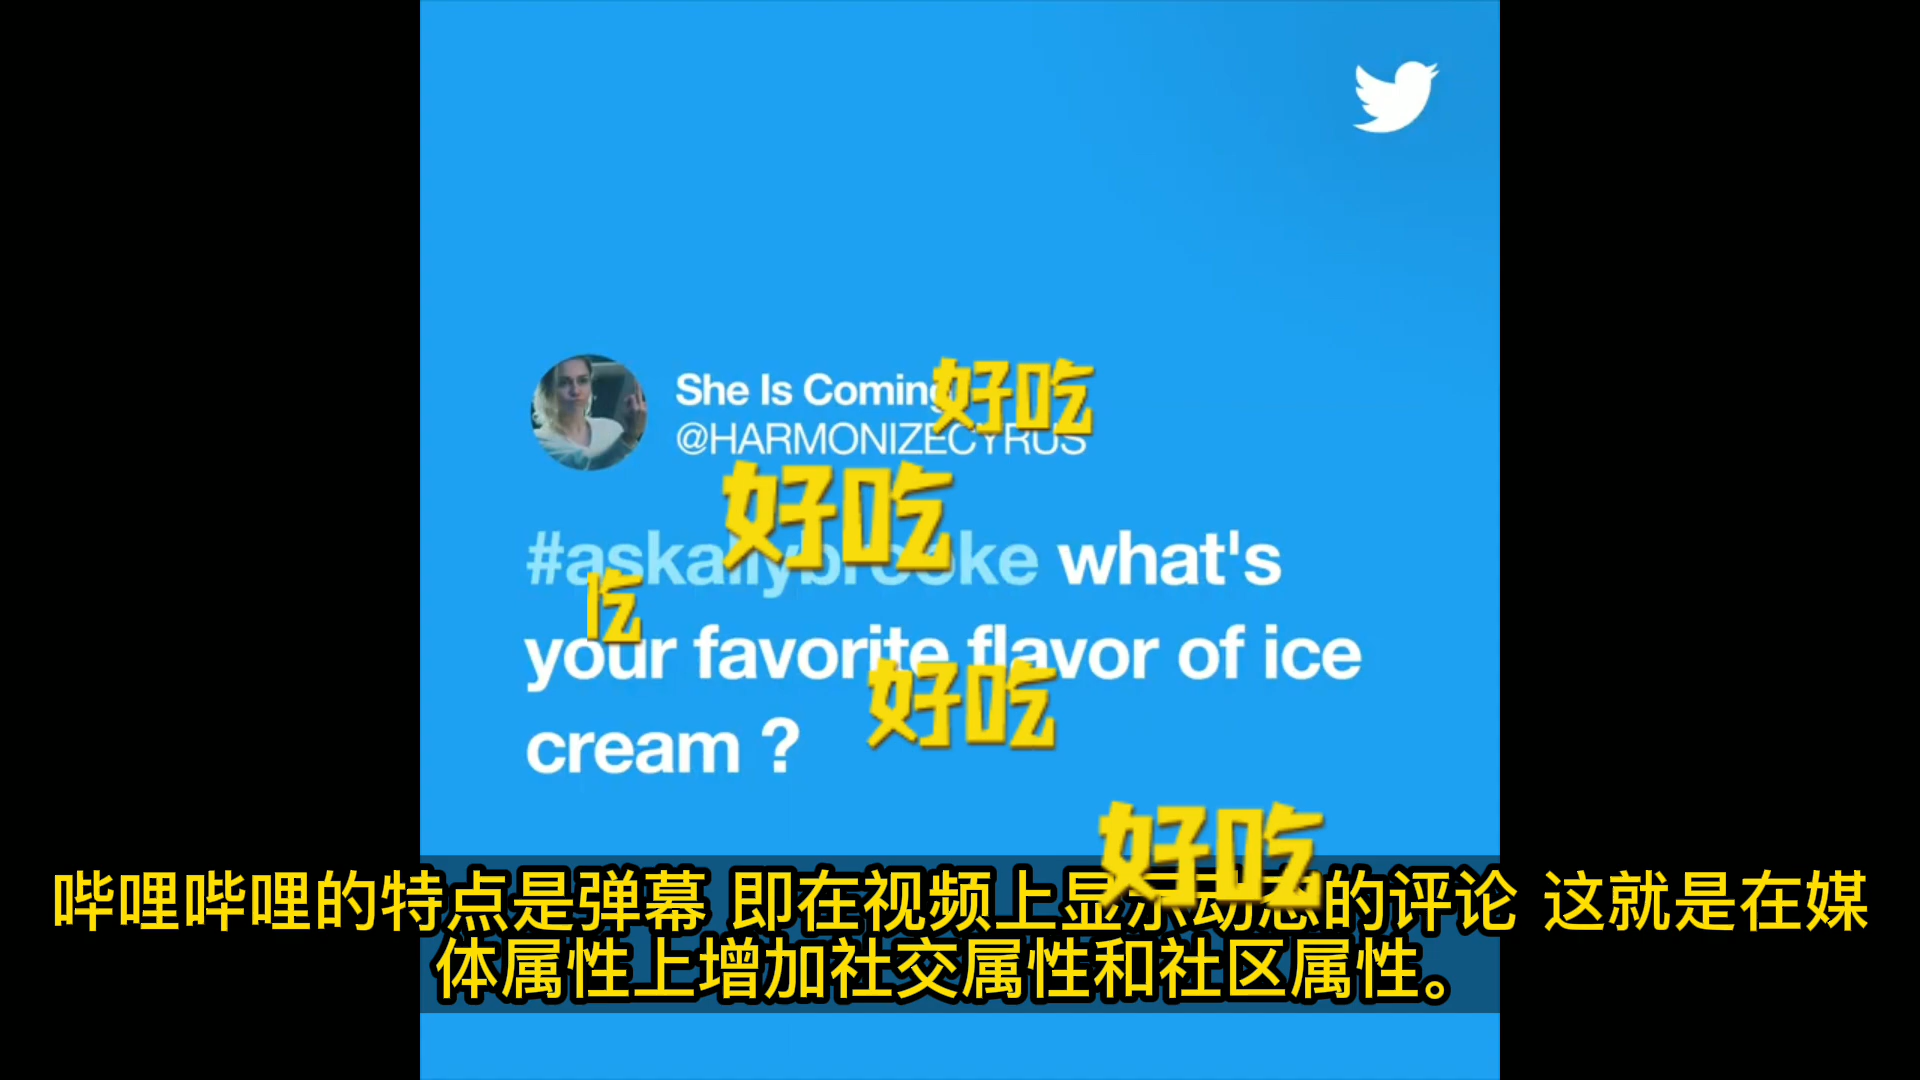 She Is Coming
好吃
@HARMONIZECYRUS
好吃
#askallybrooke what's
吃
your favorite flavor of ice
好吃
cream ?
好吃
哔哩哔哩的特点是弹幕 即在视频上显示动态的评论 这就是在媒
体属性上增加社交属性和社区属性。